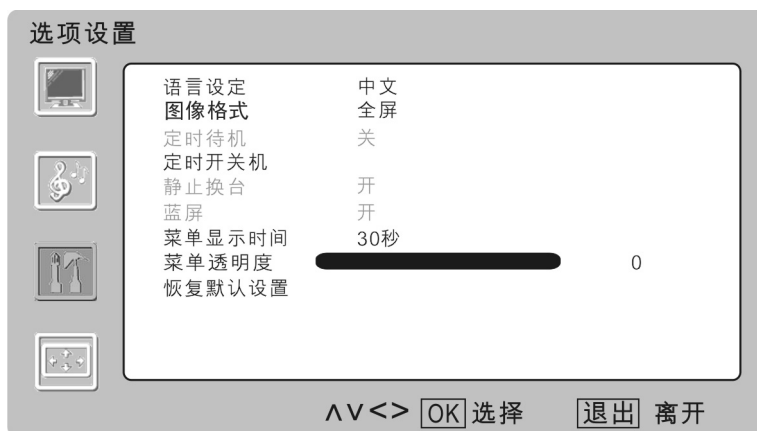 选项设置
语言设定 中文
图像格式 全屏
定时待机 关
定时开关机
静止换台 开
蓝屏 开
菜单显示时间 30秒
菜单透明度 0
恢复默认设置
∧∨<> OK 选择 退出 离开